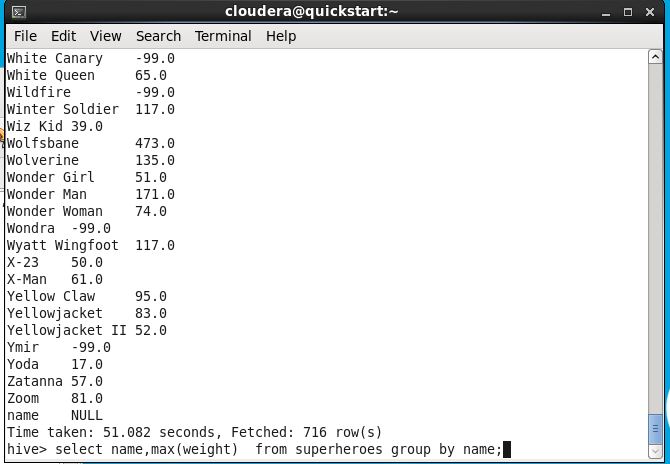 cloudera@quickstart:~
File Edit View Search Terminal Help
White Canary    -99.0
White Queen     65.0
Wildfire        -99.0
Winter Soldier  117.0
Wiz Kid 39.0
Wolfsbane       473.0
Wolverine       135.0
Wonder Girl     51.0
Wonder Man      171.0
Wonder Woman    74.0
Wondra  -99.0
Wyatt Wingfoot  117.0
X-23    50.0
X-Man   61.0
Yellow Claw     95.0
Yellowjacket    83.0
Yellowjacket II 52.0
Ymir    -99.0
Yoda    17.0
Zatanna 57.0
Zoom    81.0
name    NULL
Time taken: 51.082 seconds, Fetched: 716 row(s)
hive> select name,max(weight)  from superheroes group by name;